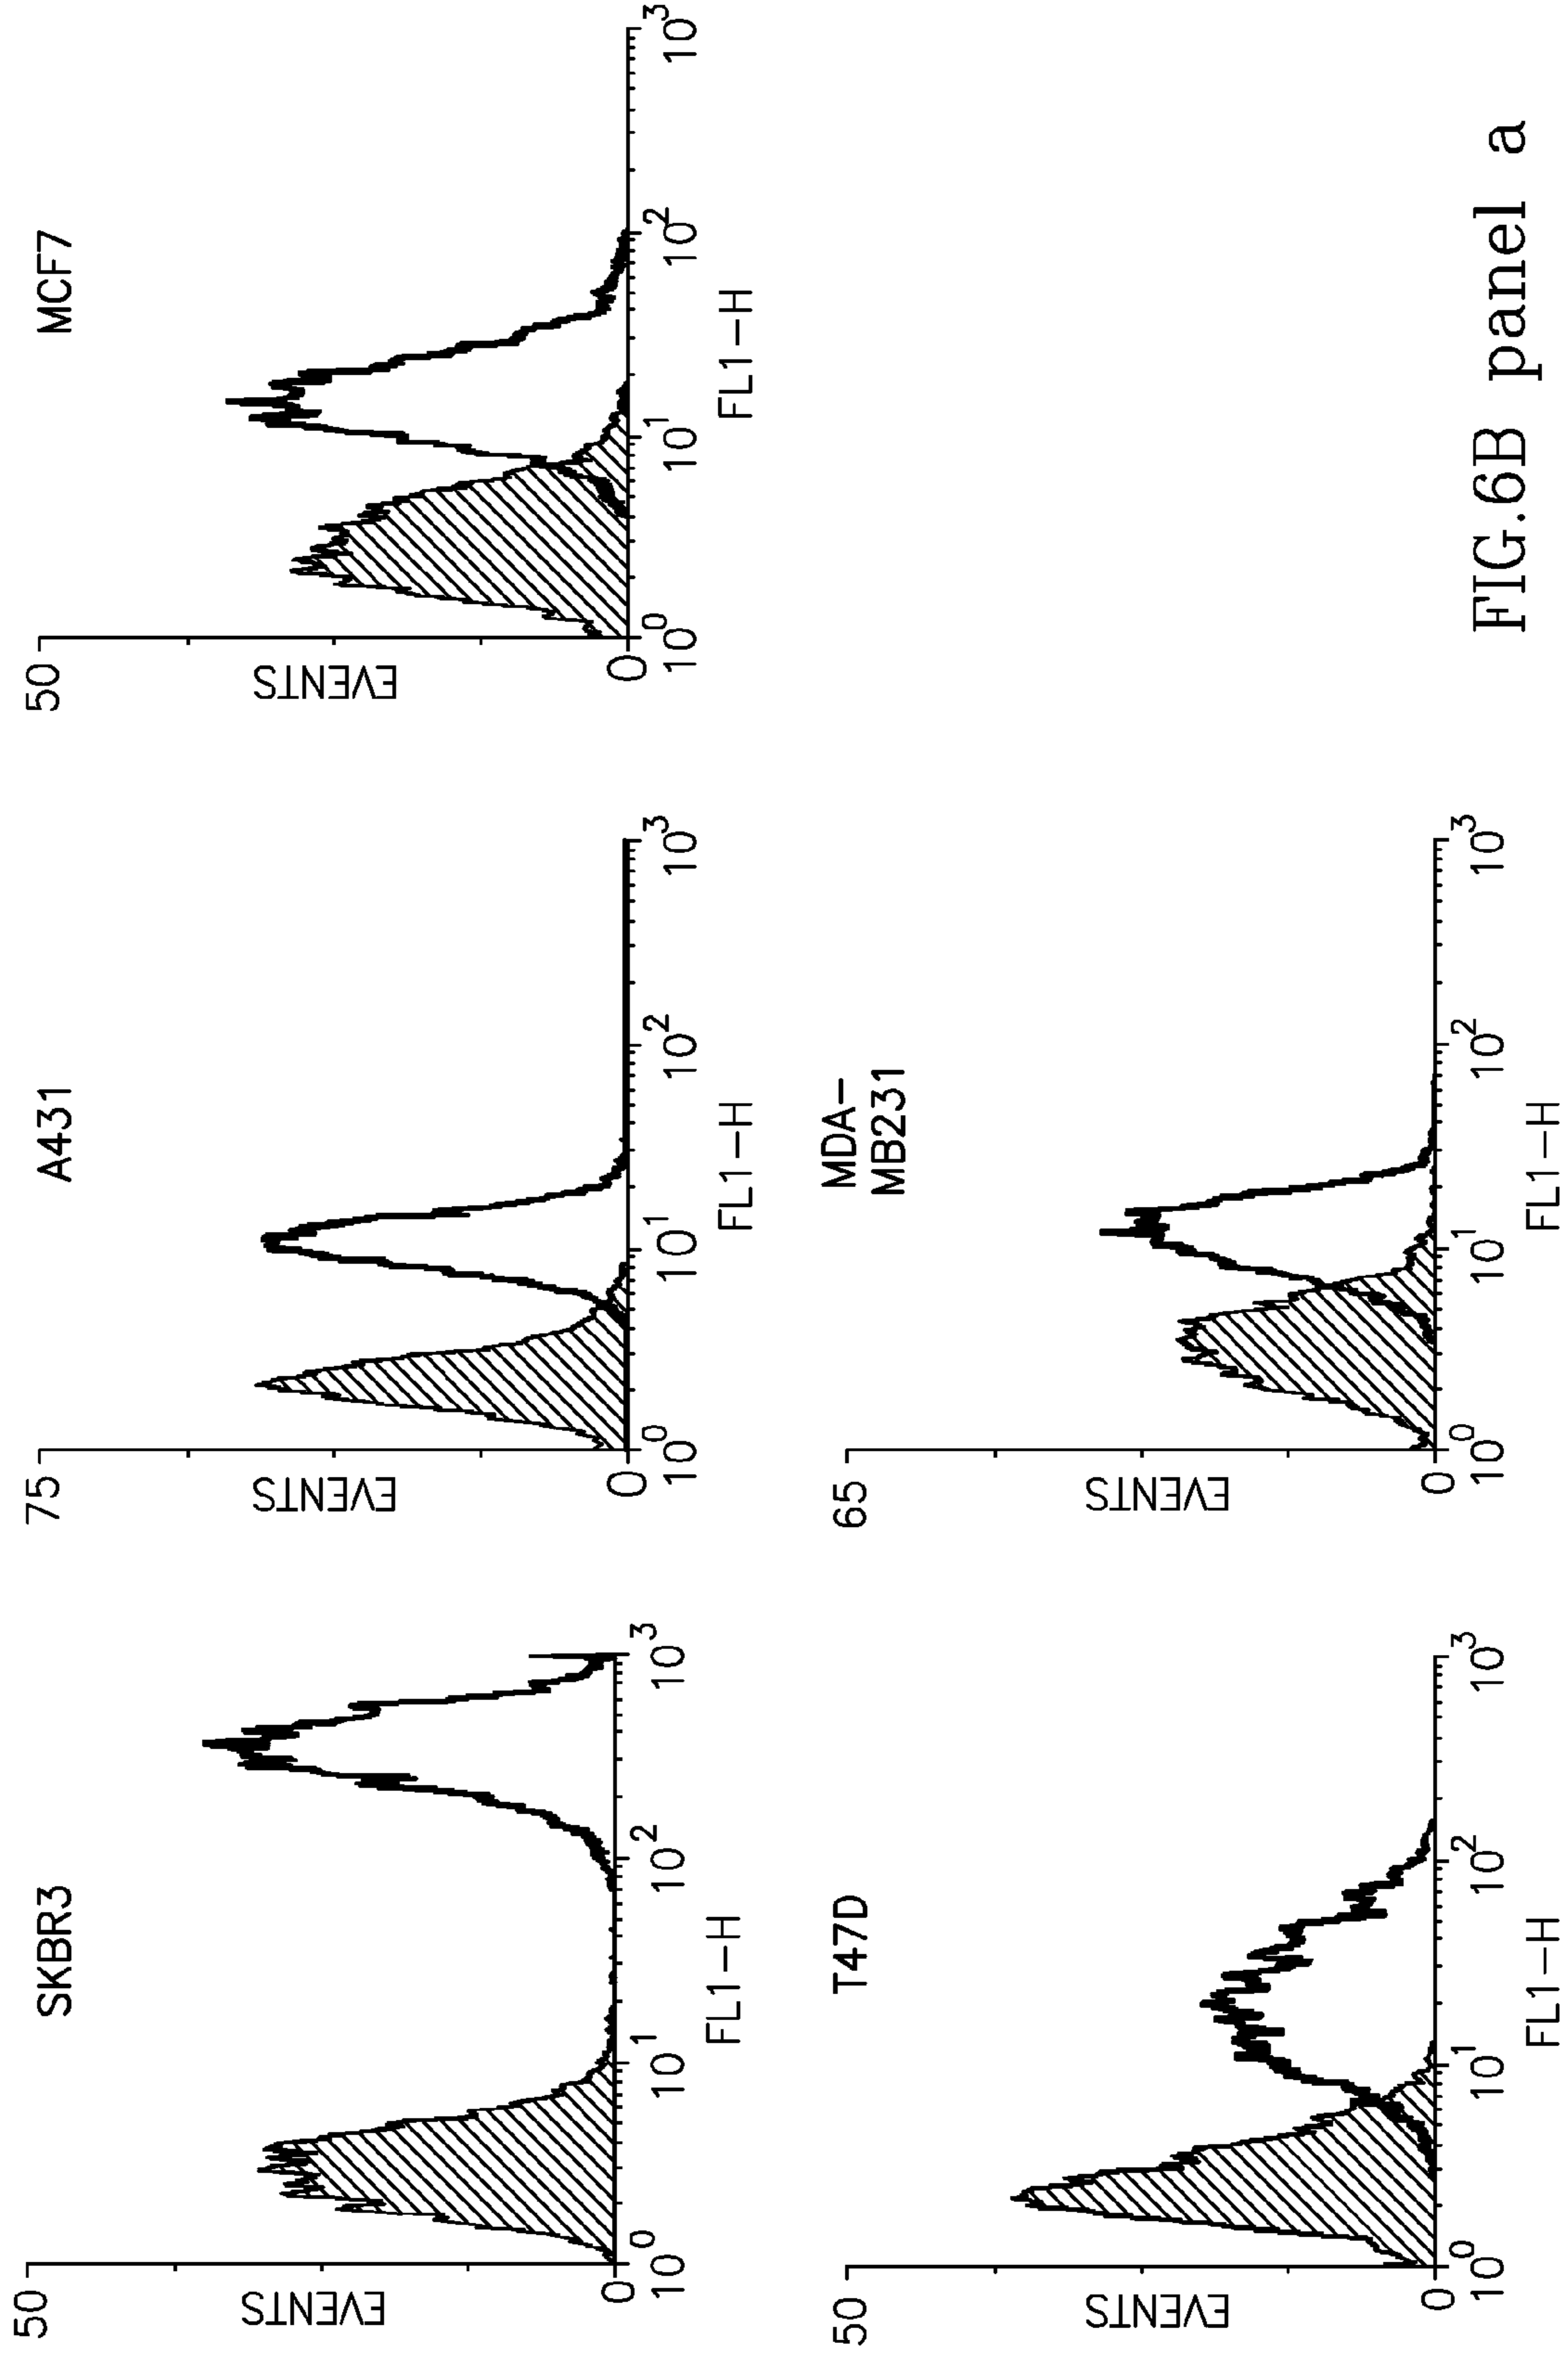 SKBR3
50
EVENTS
0
10^0 10^1 10^2 10^3
FL1-H
A431
75
EVENTS
0
10^0 10^1 10^2 10^3
FL1-H
MCF7
50
EVENTS
0
10^0 10^1 10^2 10^3
FL1-H
T47D
50
EVENTS
0
10^0 10^1 10^2 10^3
FL1-H
MDA-
MB231
65
EVENTS
0
10^0 10^1 10^2 10^3
FL1-H
FIG.6B panel a